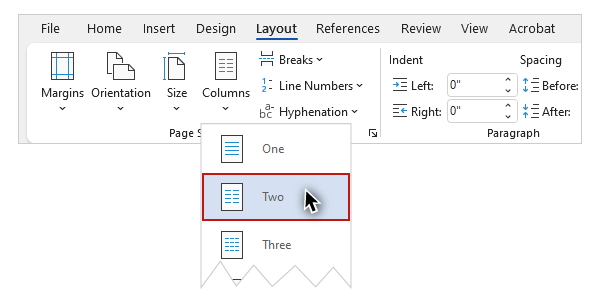 File Home Insert Design Layout References Review View Acrobat
Breaks Indent Spacing
Margins Orientation Size Columns Line Numbers Left: 0" Before:
Hyphenation Right: 0" After:
Page S Paragraph
One
Two
Three